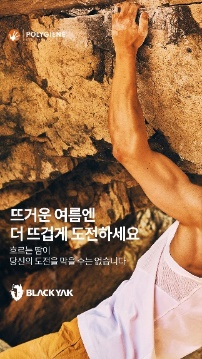 POLYGIENE
뜨거운 여름엔
더 뜨겁게 도전하세요
흐르는 땀이
당신의 도전을 막을 수는 없습니다
BLACKYAK